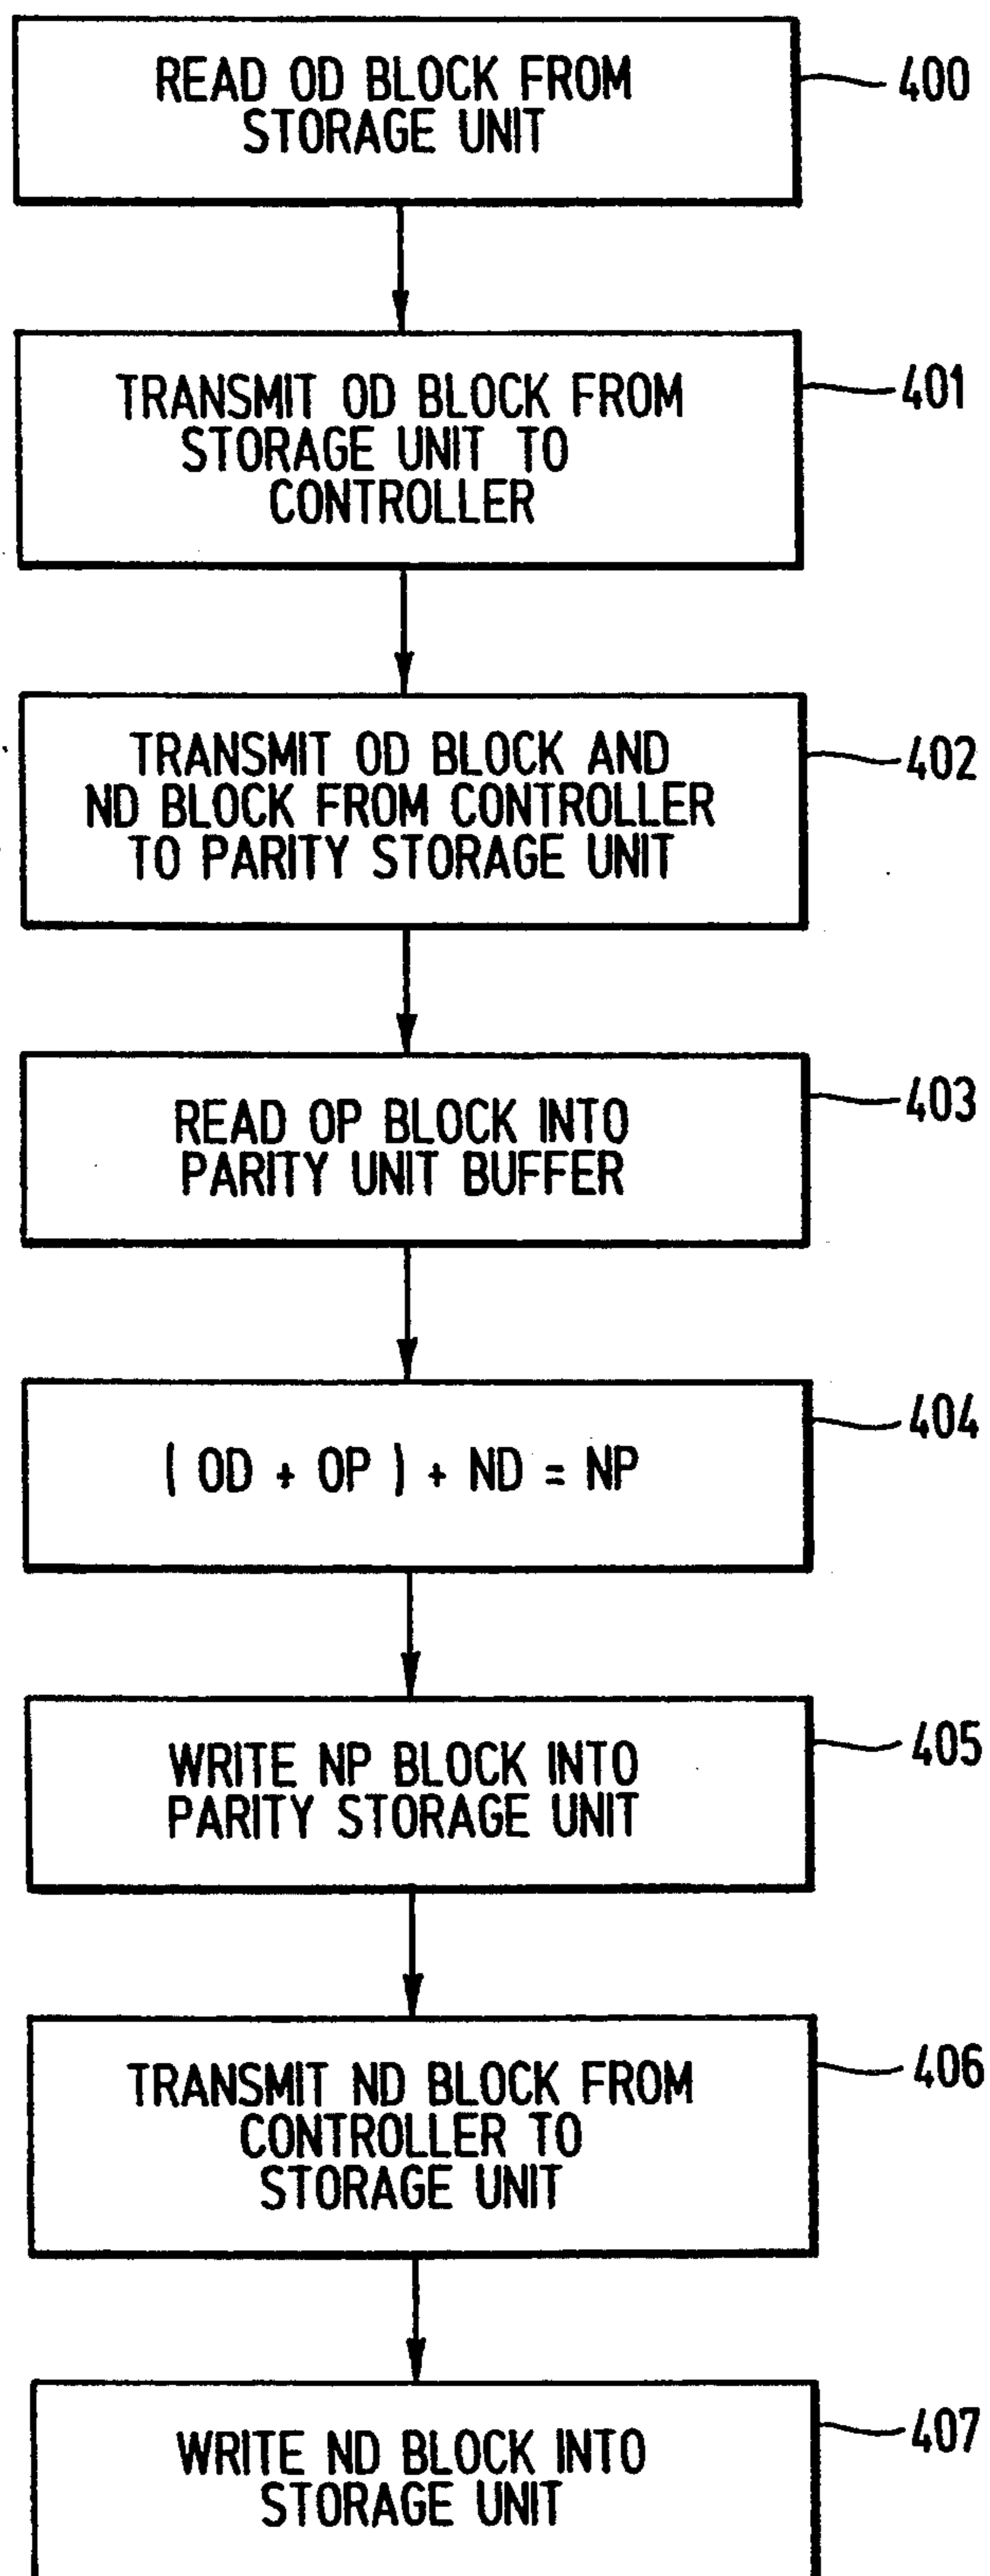 READ OD BLOCK FROM
STORAGE UNIT
400
TRANSMIT OD BLOCK FROM
STORAGE UNIT TO
CONTROLLER
401
TRANSMIT OD BLOCK AND
ND BLOCK FROM CONTROLLER
TO PARITY STORAGE UNIT
402
READ OP BLOCK INTO
PARITY UNIT BUFFER
403
( OD + OP ) + ND = NP
404
WRITE NP BLOCK INTO
PARITY STORAGE UNIT
405
TRANSMIT ND BLOCK FROM
CONTROLLER TO
STORAGE UNIT
406
WRITE ND BLOCK INTO
STORAGE UNIT
407